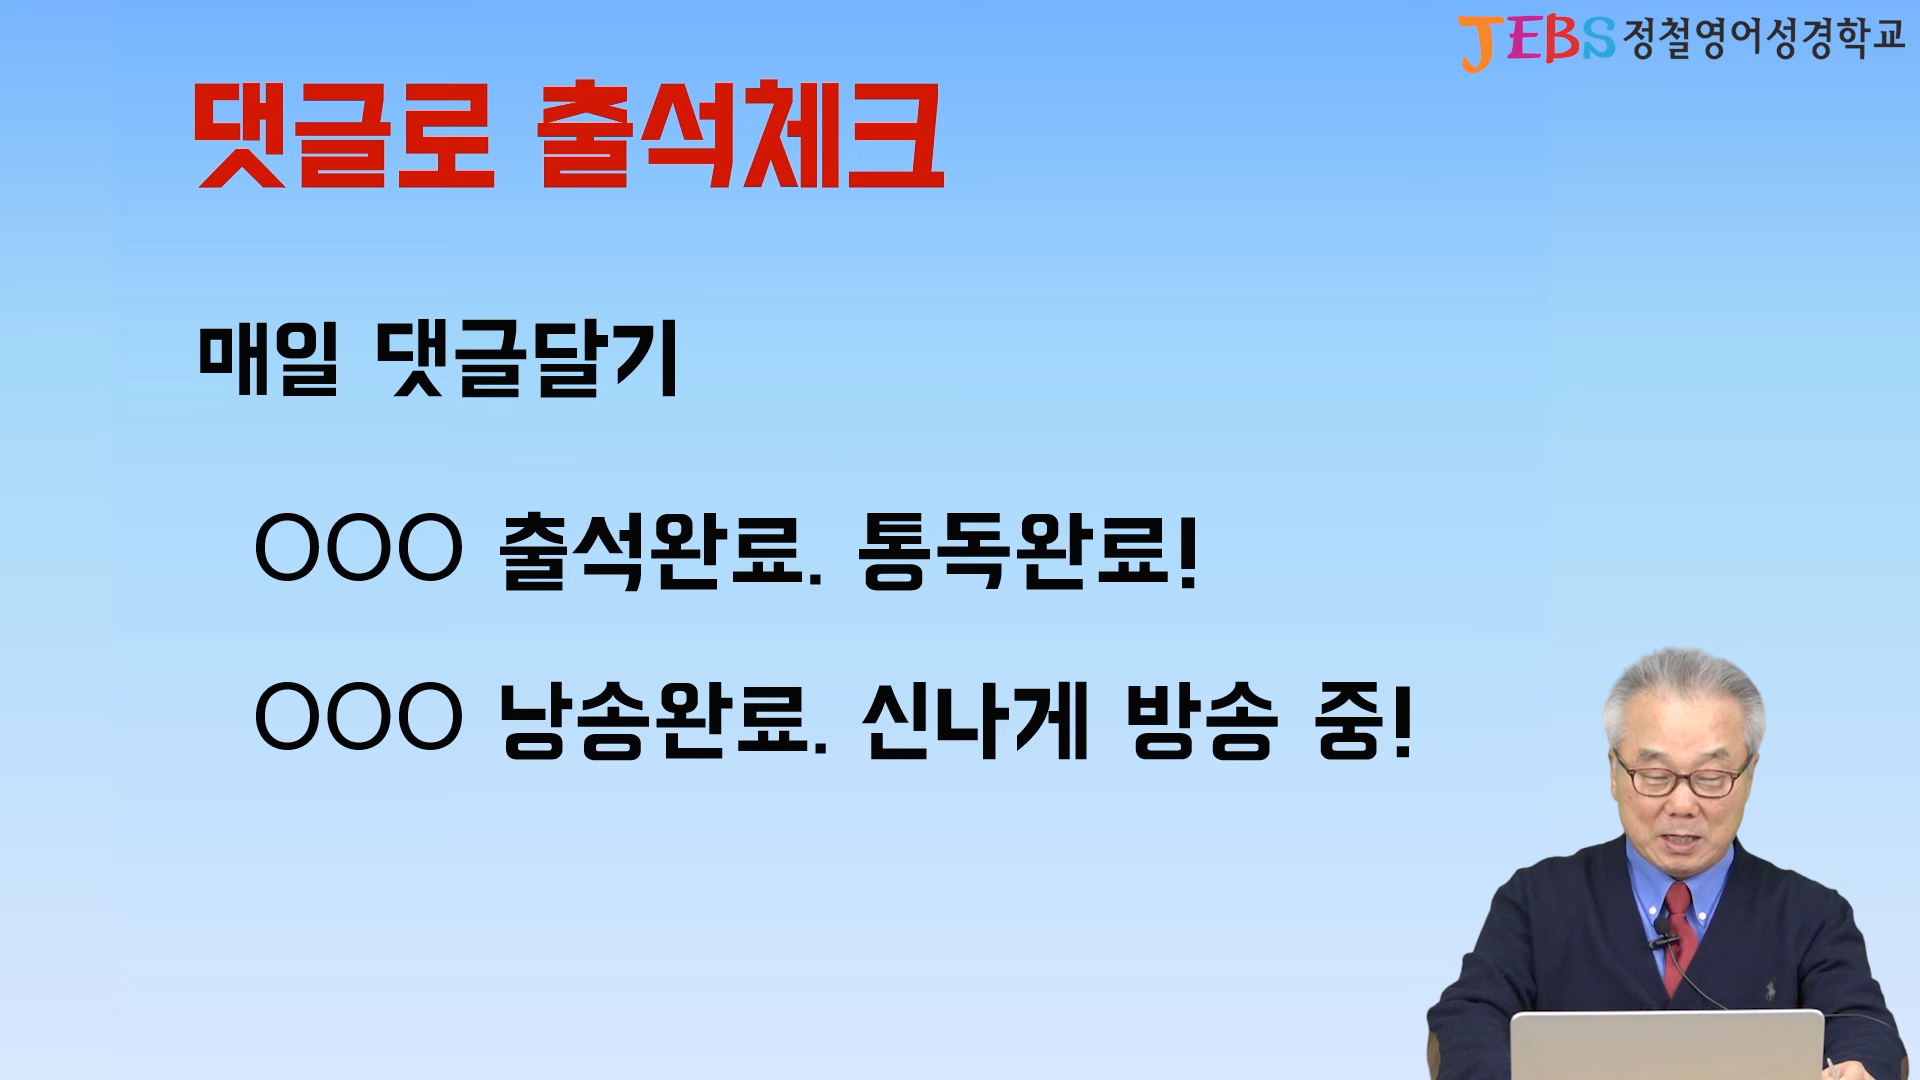 JEBS 정철영어성경학교
댓글로 출석체크
매일 댓글달기
OOO 출석완료. 통독완료!
OOO 낭송완료. 신나게 방송 중!